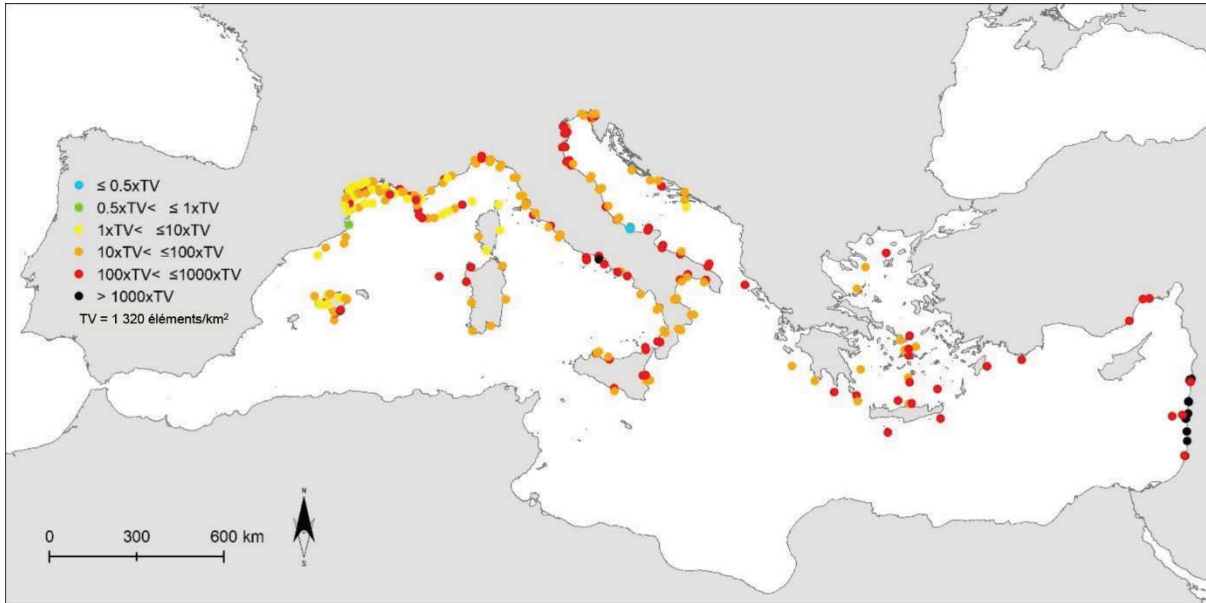 ≤ 0.5xTV
0.5xTV< ≤ 1xTV
1xTV< ≤10xTV
10xTV< ≤100xTV
100xTV< ≤1000xTV
> 1000xTV
TV = 1 320 éléments/km²
N
S
0 300 600 km